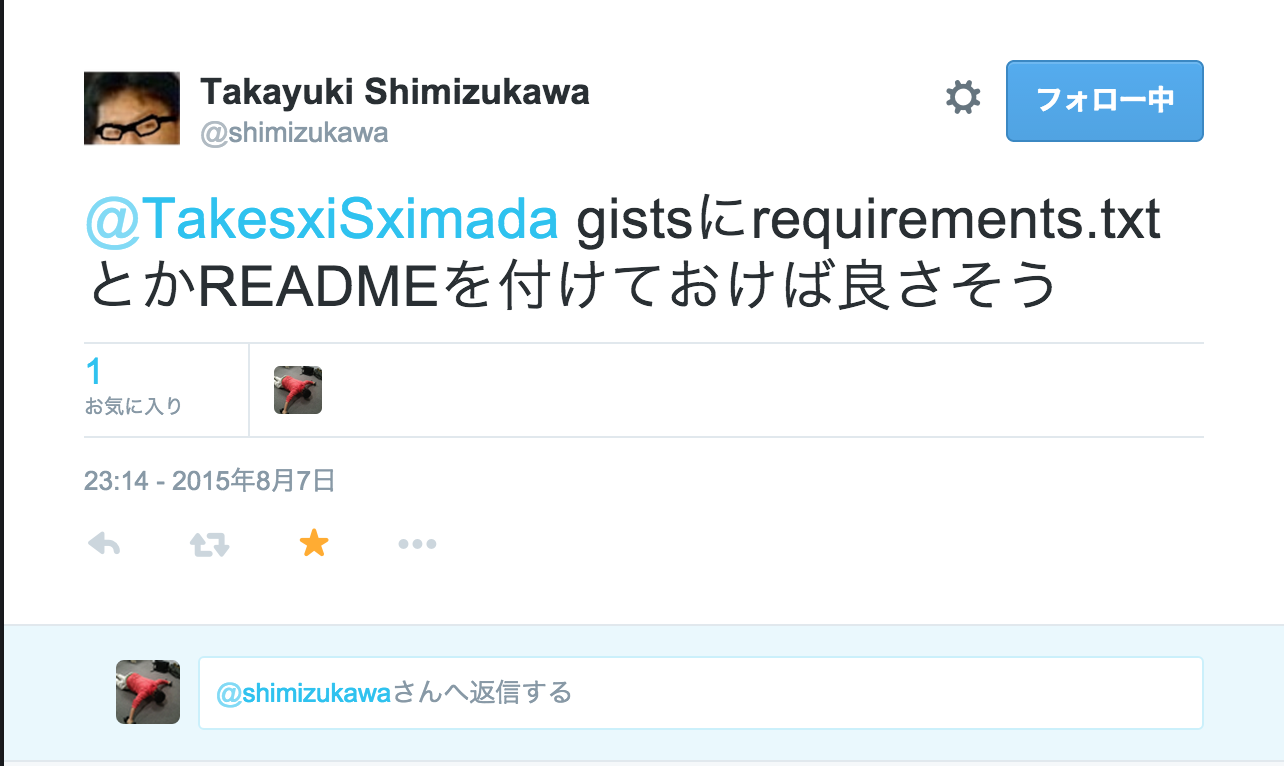 Takayuki Shimizukawa
@shimizukawa
フォロー中
@TakesxiSximada gistsにrequirements.txt
とかREADMEを付けておけば良さそう
1
お気に入り
23:14 - 2015年8月7日
@shimizukawaさんへ返信する